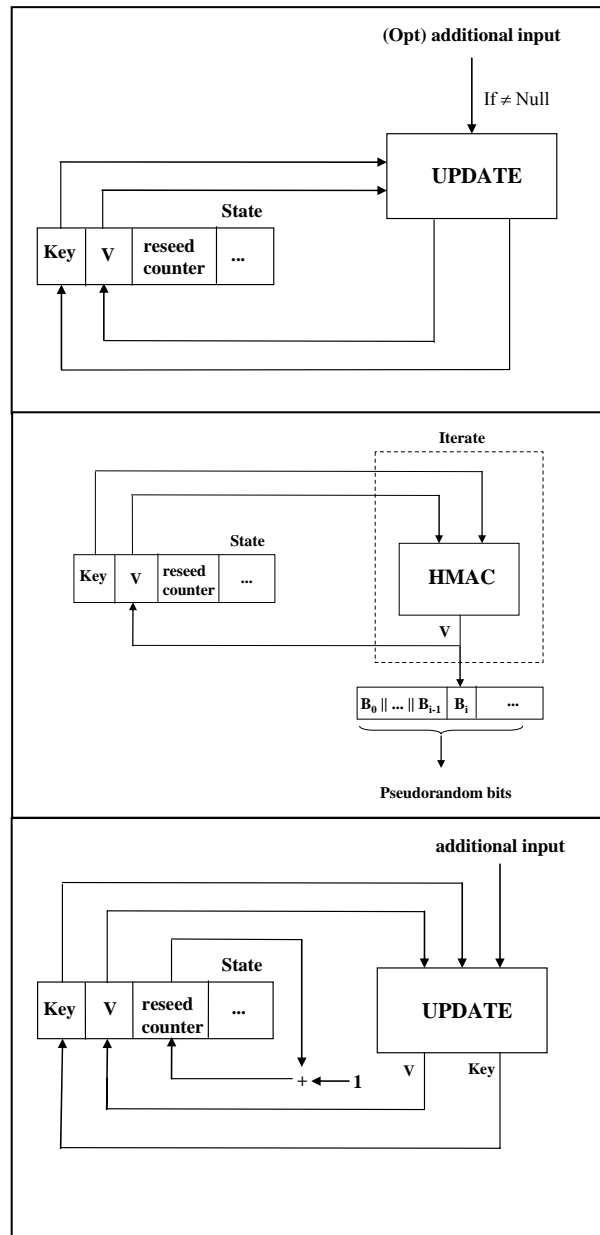 (Opt) additional input
If ≠ Null
UPDATE
State
Key V reseed counter ...
Iterate
State
Key V reseed counter ...
HMAC
V
B0 || ... || Bi-1 Bi ...
Pseudorandom bits
additional input
State
Key V reseed counter ...
UPDATE
V Key
+ 1